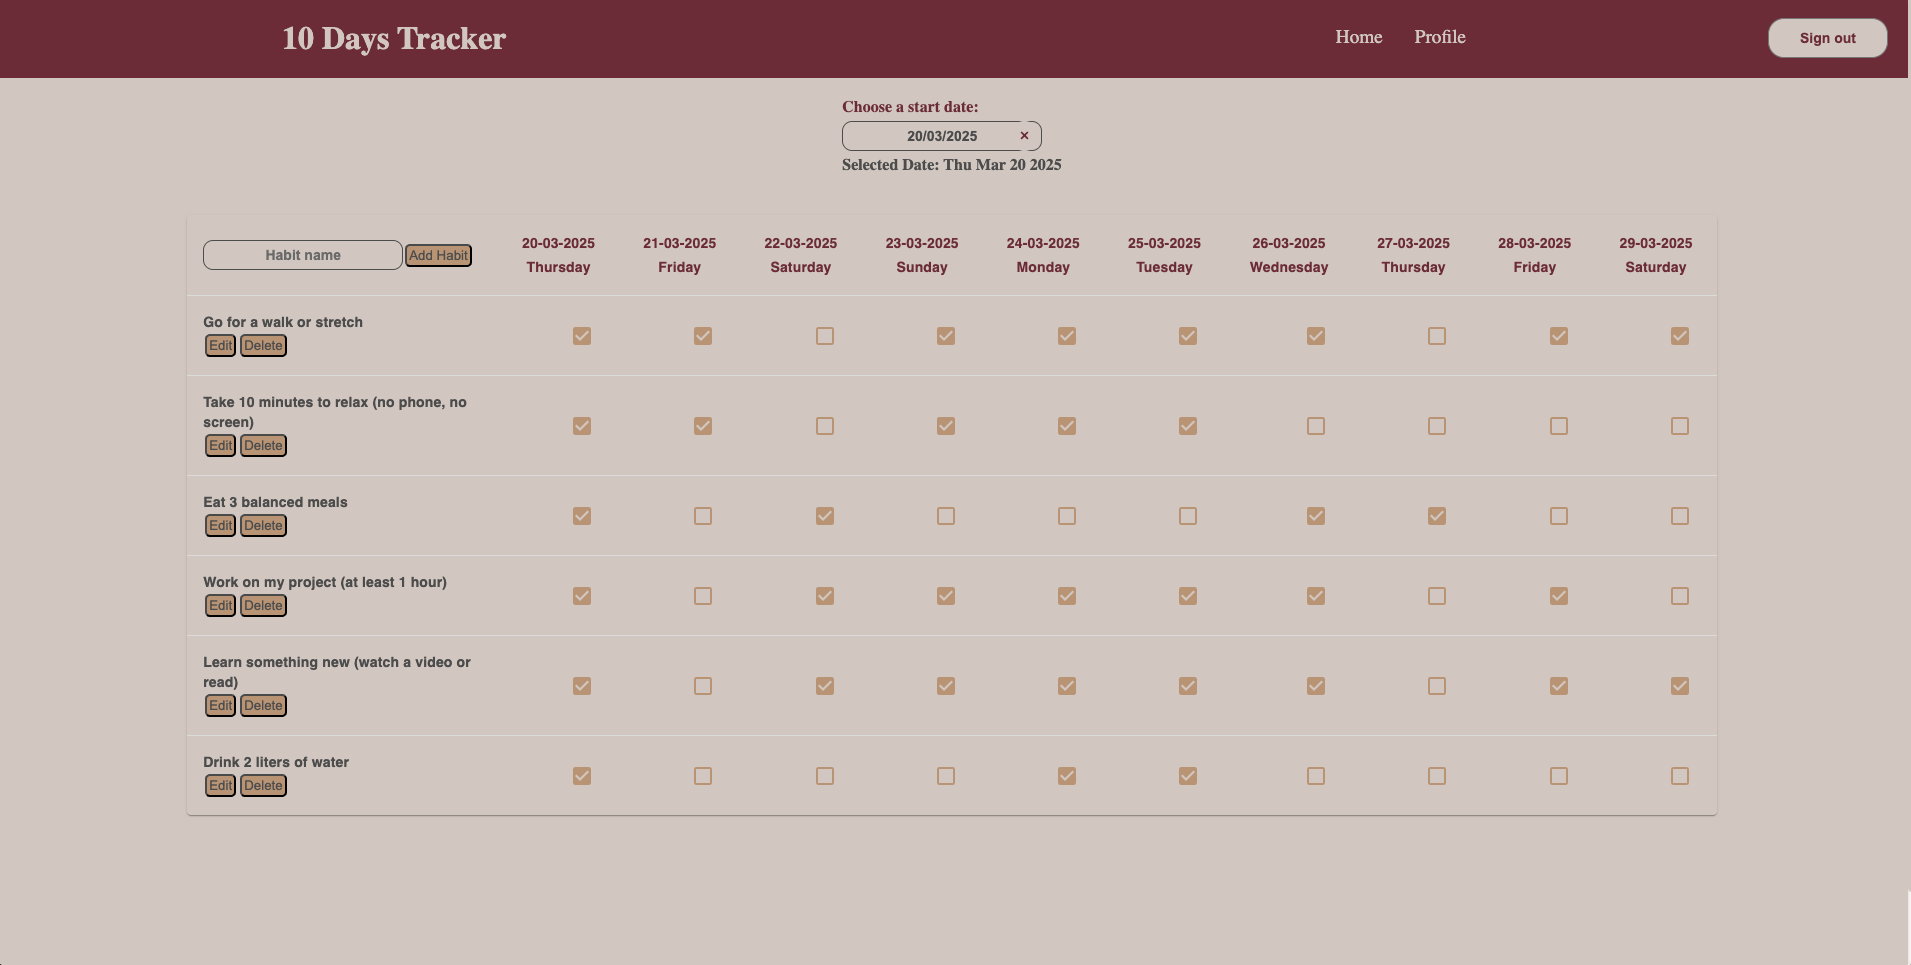 10 Days Tracker
Home Profile
Sign out
Choose a start date:
20/03/2025 ×
Selected Date: Thu Mar 20 2025
Habit name Add Habit
20-03-2025 21-03-2025 22-03-2025 23-03-2025 24-03-2025 25-03-2025 26-03-2025 27-03-2025 28-03-2025 29-03-2025
Thursday Friday Saturday Sunday Monday Tuesday Wednesday Thursday Friday Saturday
Go for a walk or stretch
Edit Delete
Take 10 minutes to relax (no phone, no
screen)
Edit Delete
Eat 3 balanced meals
Edit Delete
Work on my project (at least 1 hour)
Edit Delete
Learn something new (watch a video or
read)
Edit Delete
Drink 2 liters of water
Edit Delete